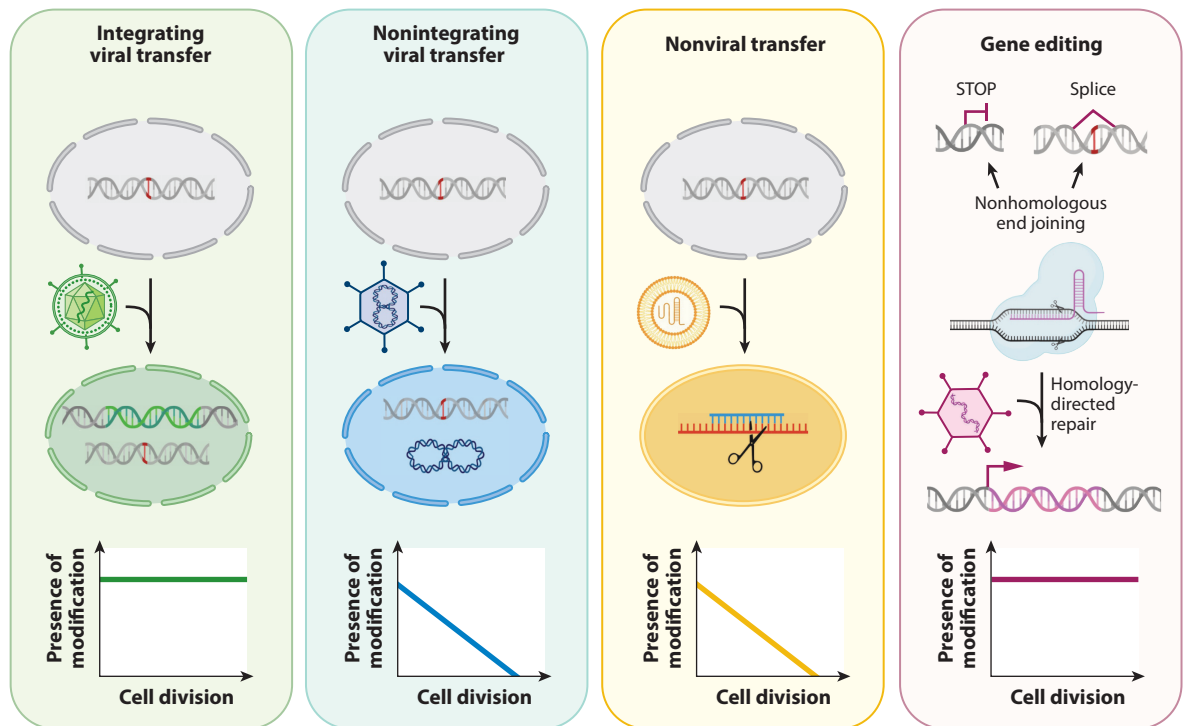 Integrating
viral transfer
Presence of
modification
Cell division
Nonintegrating
viral transfer
Presence of
modification
Cell division
Nonviral transfer
Presence of
modification
Cell division
Gene editing
STOP
Splice
Nonhomologous
end joining
Homology-
directed
repair
Presence of
modification
Cell division